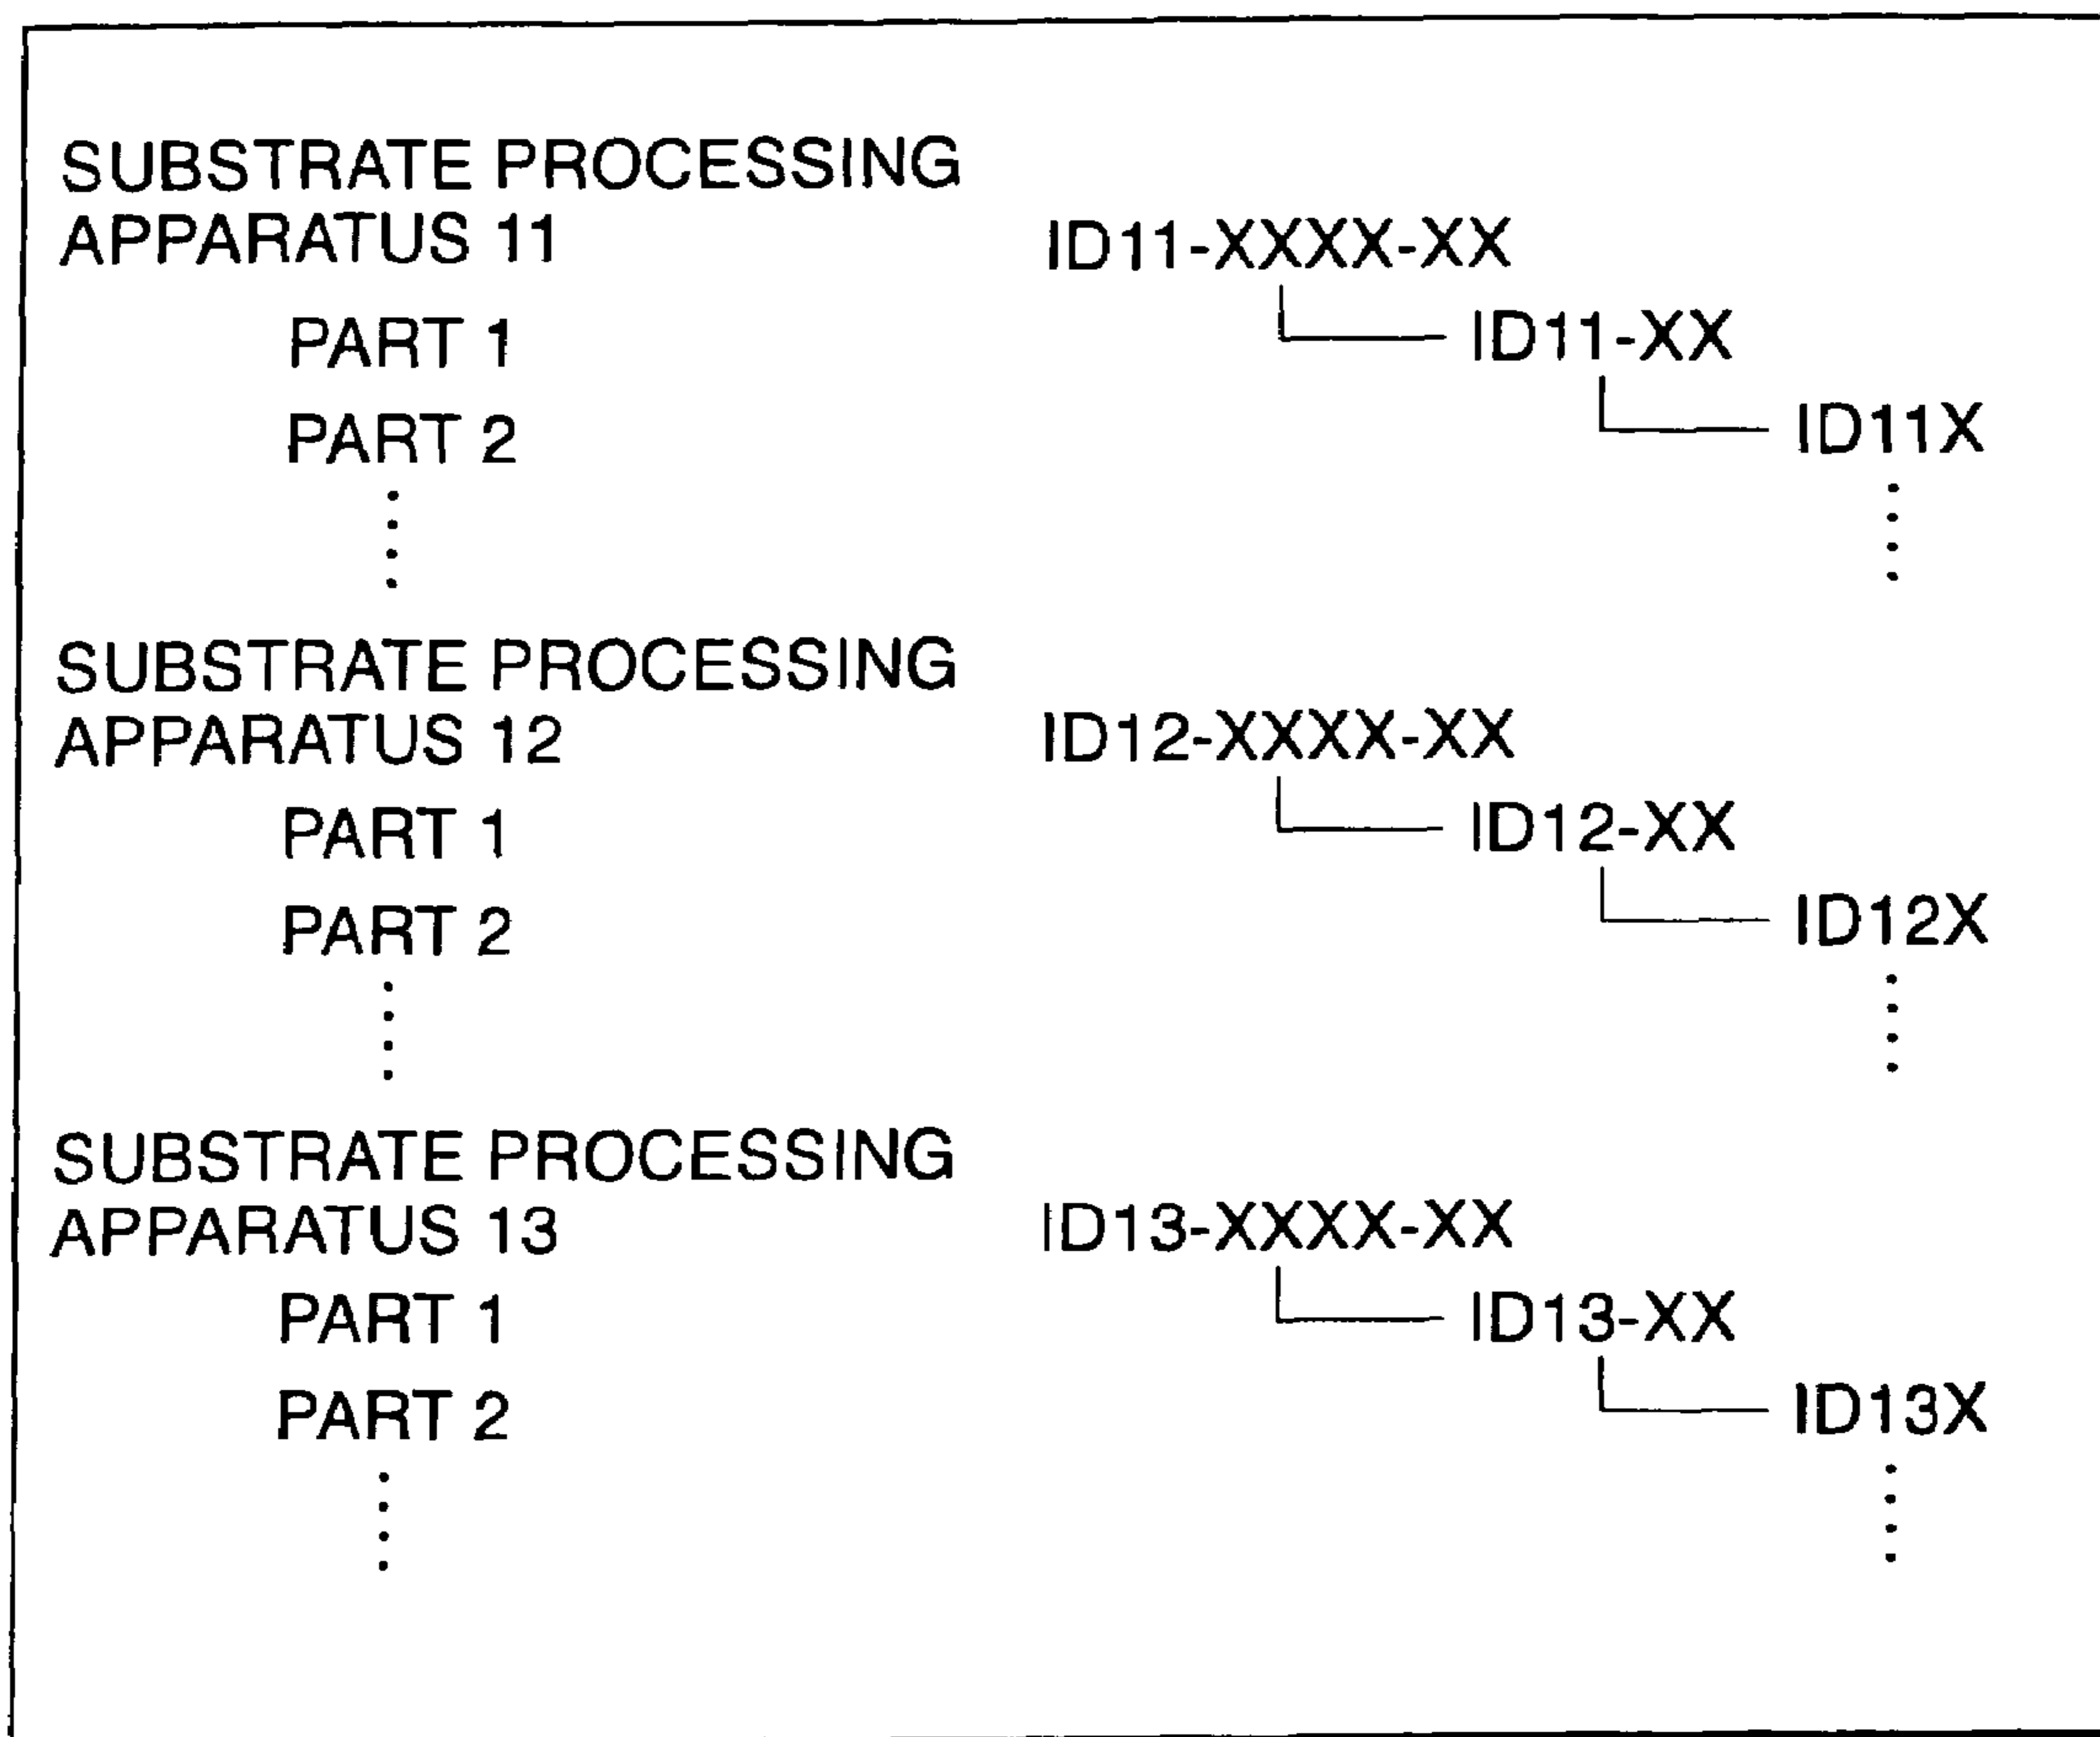 SUBSTRATE PROCESSING
APPARATUS 11 ID11-XXXX-XX
PART 1 ID11-XX
PART 2 ID11X
SUBSTRATE PROCESSING
APPARATUS 12 ID12-XXXX-XX
PART 1 ID12-XX
PART 2 ID12X
SUBSTRATE PROCESSING
APPARATUS 13 ID13-XXXX-XX
PART 1 ID13-XX
PART 2 ID13X